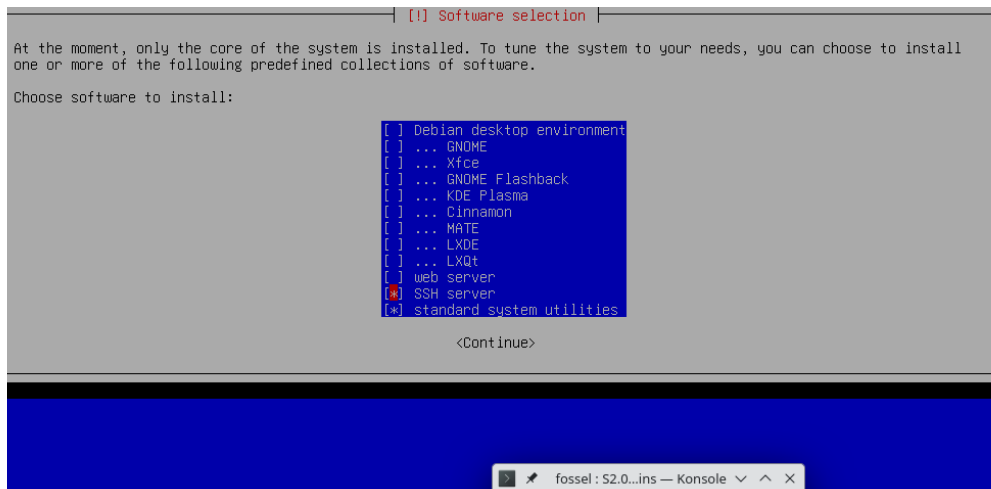 [!] Software selection
At the moment, only the core of the system is installed. To tune the system to your needs, you can choose to install
one or more of the following predefined collections of software.
Choose software to install:
[ ] Debian desktop environment
[ ] ... GNOME
[ ] ... Xfce
[ ] ... GNOME Flashback
[ ] ... KDE Plasma
[ ] ... Cinnamon
[ ] ... MATE
[ ] ... LXDE
[ ] ... LXQt
[ ] web server
[*] SSH server
[*] standard system utilities
<Continue>
fossel : S2.0...ins — Konsole